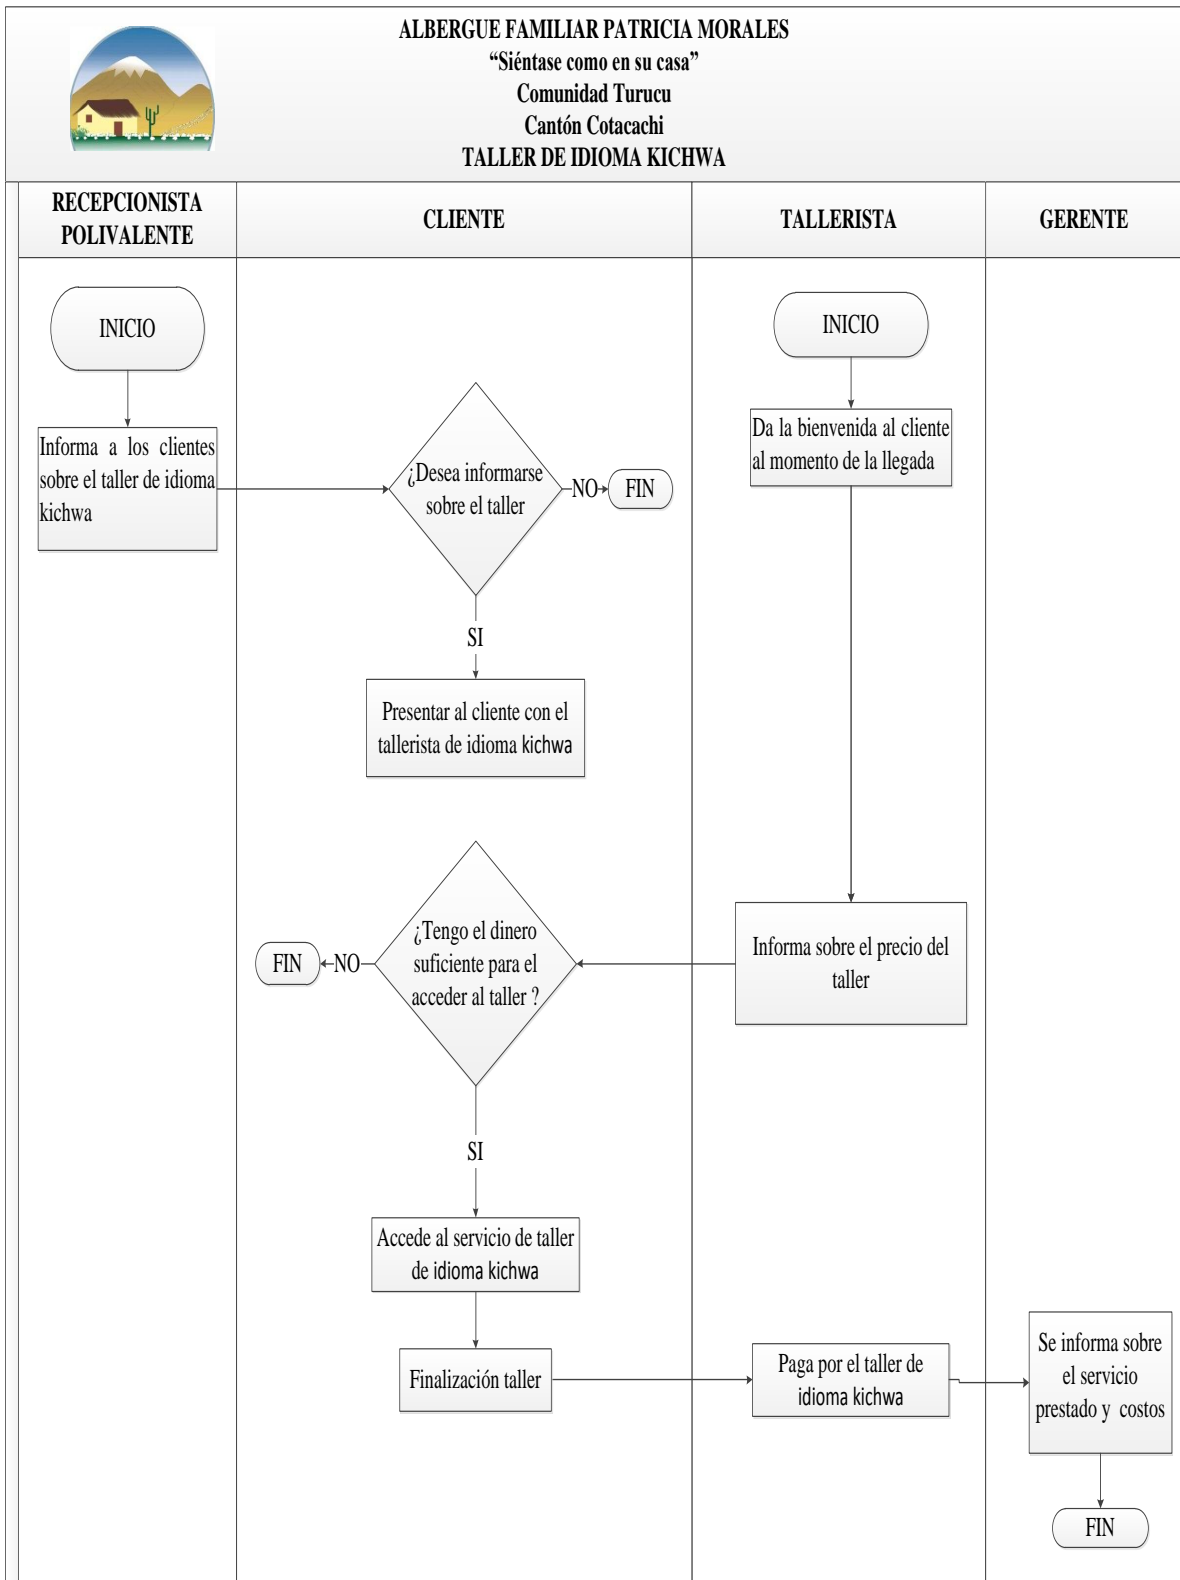 ALBERGUE FAMILIAR PATRICIA MORALES
“Siéntase como en su casa”
Comunidad Turucu
Cantón Cotacachi
TALLER DE IDIOMA KICHWA
RECEPCIONISTA
POLIVALENTE
CLIENTE
TALLERISTA
GERENTE
INICIO
INICIO
Informa a los clientes
sobre el taller de idioma
kichwa
¿Desea informarse
sobre el taller
NO
FIN
Da la bienvenida al cliente
al momento de la llegada
SI
Presentar al cliente con el
tallerista de idioma kichwa
Informa sobre el precio del
taller
¿Tengo el dinero
suficiente para el
acceder al taller ?
NO
FIN
SI
Accede al servicio de taller
de idioma kichwa
Finalización taller
Paga por el taller de
idioma kichwa
Se informa sobre
el servicio
prestado y costos
FIN